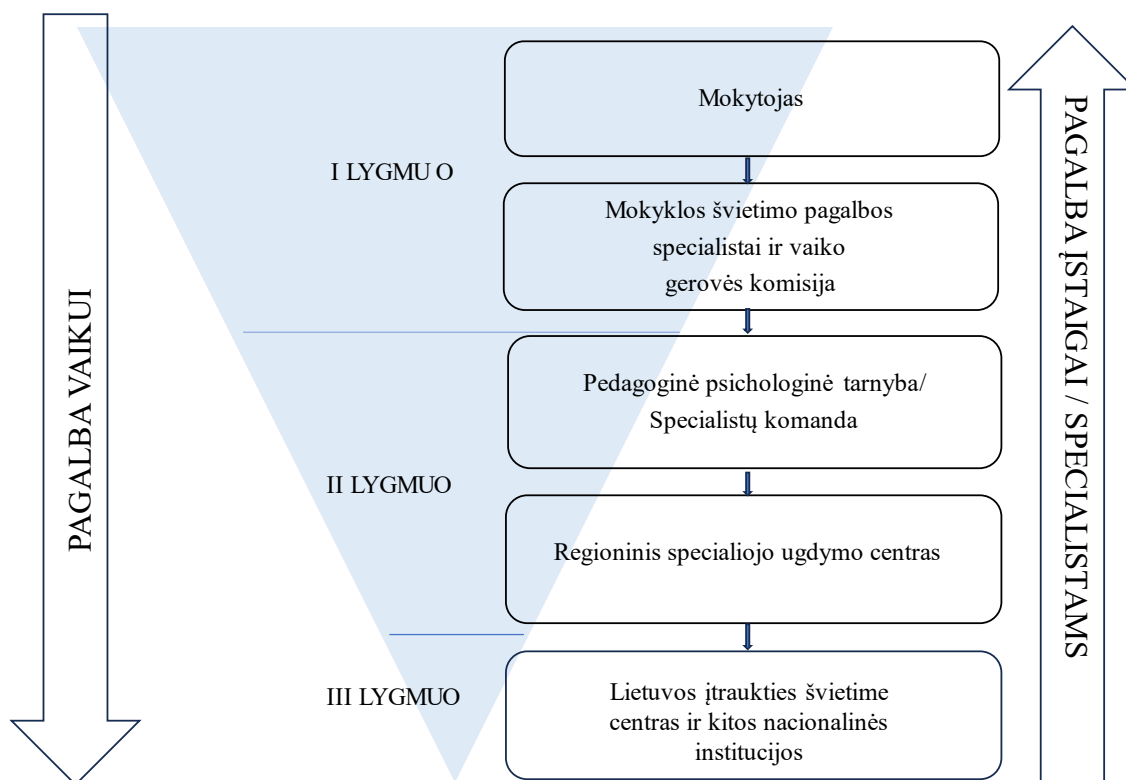 PAGALBA VAIKUI
I LYGMU O
II LYGMUO
III LYGMUO
Mokytojas
Mokyklos švietimo pagalbos
specialistai ir vaiko
gerovės komisija
Pedagoginė psichologinė tarnyba/
Specialistų komanda
Regioninis specialiojo ugdymo centras
Lietuvos įtraukties švietime
centras ir kitos nacionalinės
institucijos
PAGALBA ĮSTAIGAI / SPECIALISTAMS